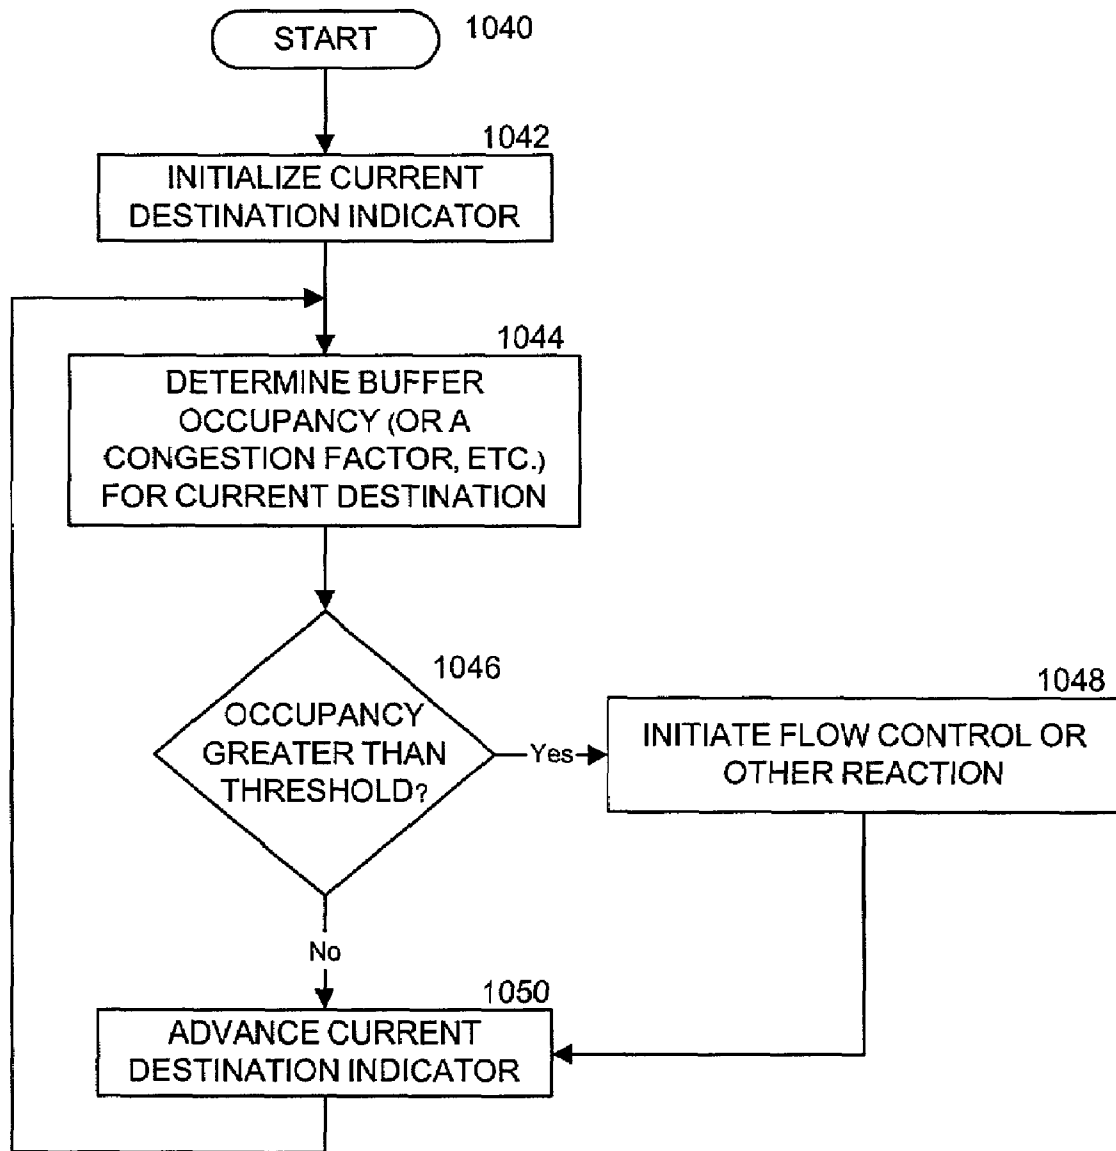 START
1040
1042
INITIALIZE CURRENT
DESTINATION INDICATOR
1044
DETERMINE BUFFER
OCCUPANCY (OR A
CONGESTION FACTOR, ETC.)
FOR CURRENT DESTINATION
1046
OCCUPANCY
GREATER THAN
THRESHOLD?
Yes
1048
INITIATE FLOW CONTROL OR
OTHER REACTION
No
1050
ADVANCE CURRENT
DESTINATION INDICATOR